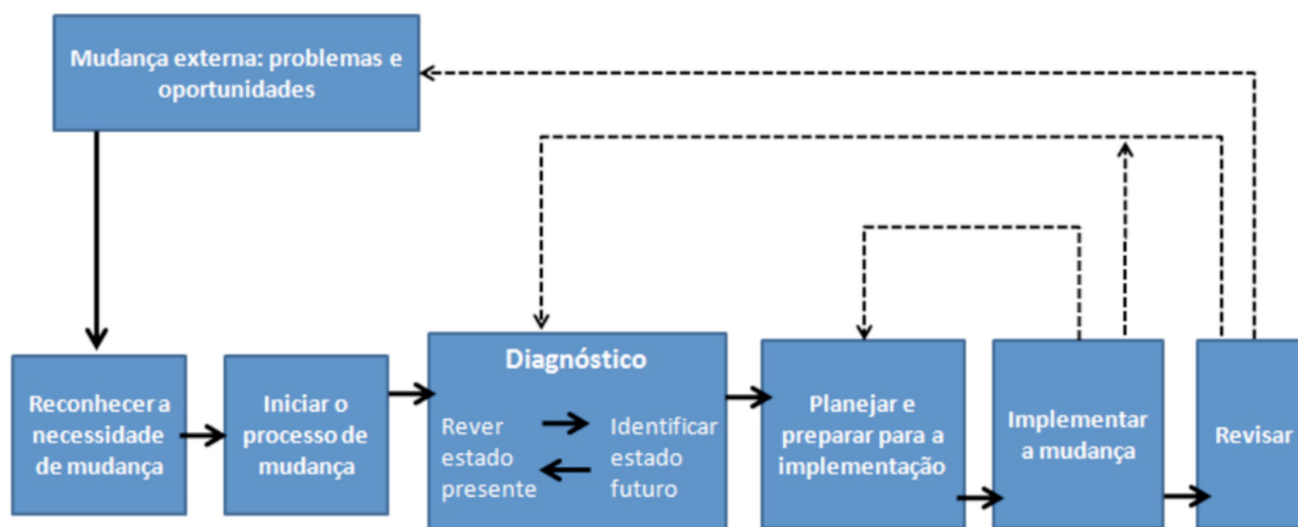 Mudança externa: problemas e
oportunidades
Reconhecer a
necessidade
de mudança
Iniciar o
processo de
mudança
Diagnóstico
Rever
estado
presente
Identificar
estado
futuro
Planejar e
preparar para a
implementação
Implementar
a mudança
Revisar